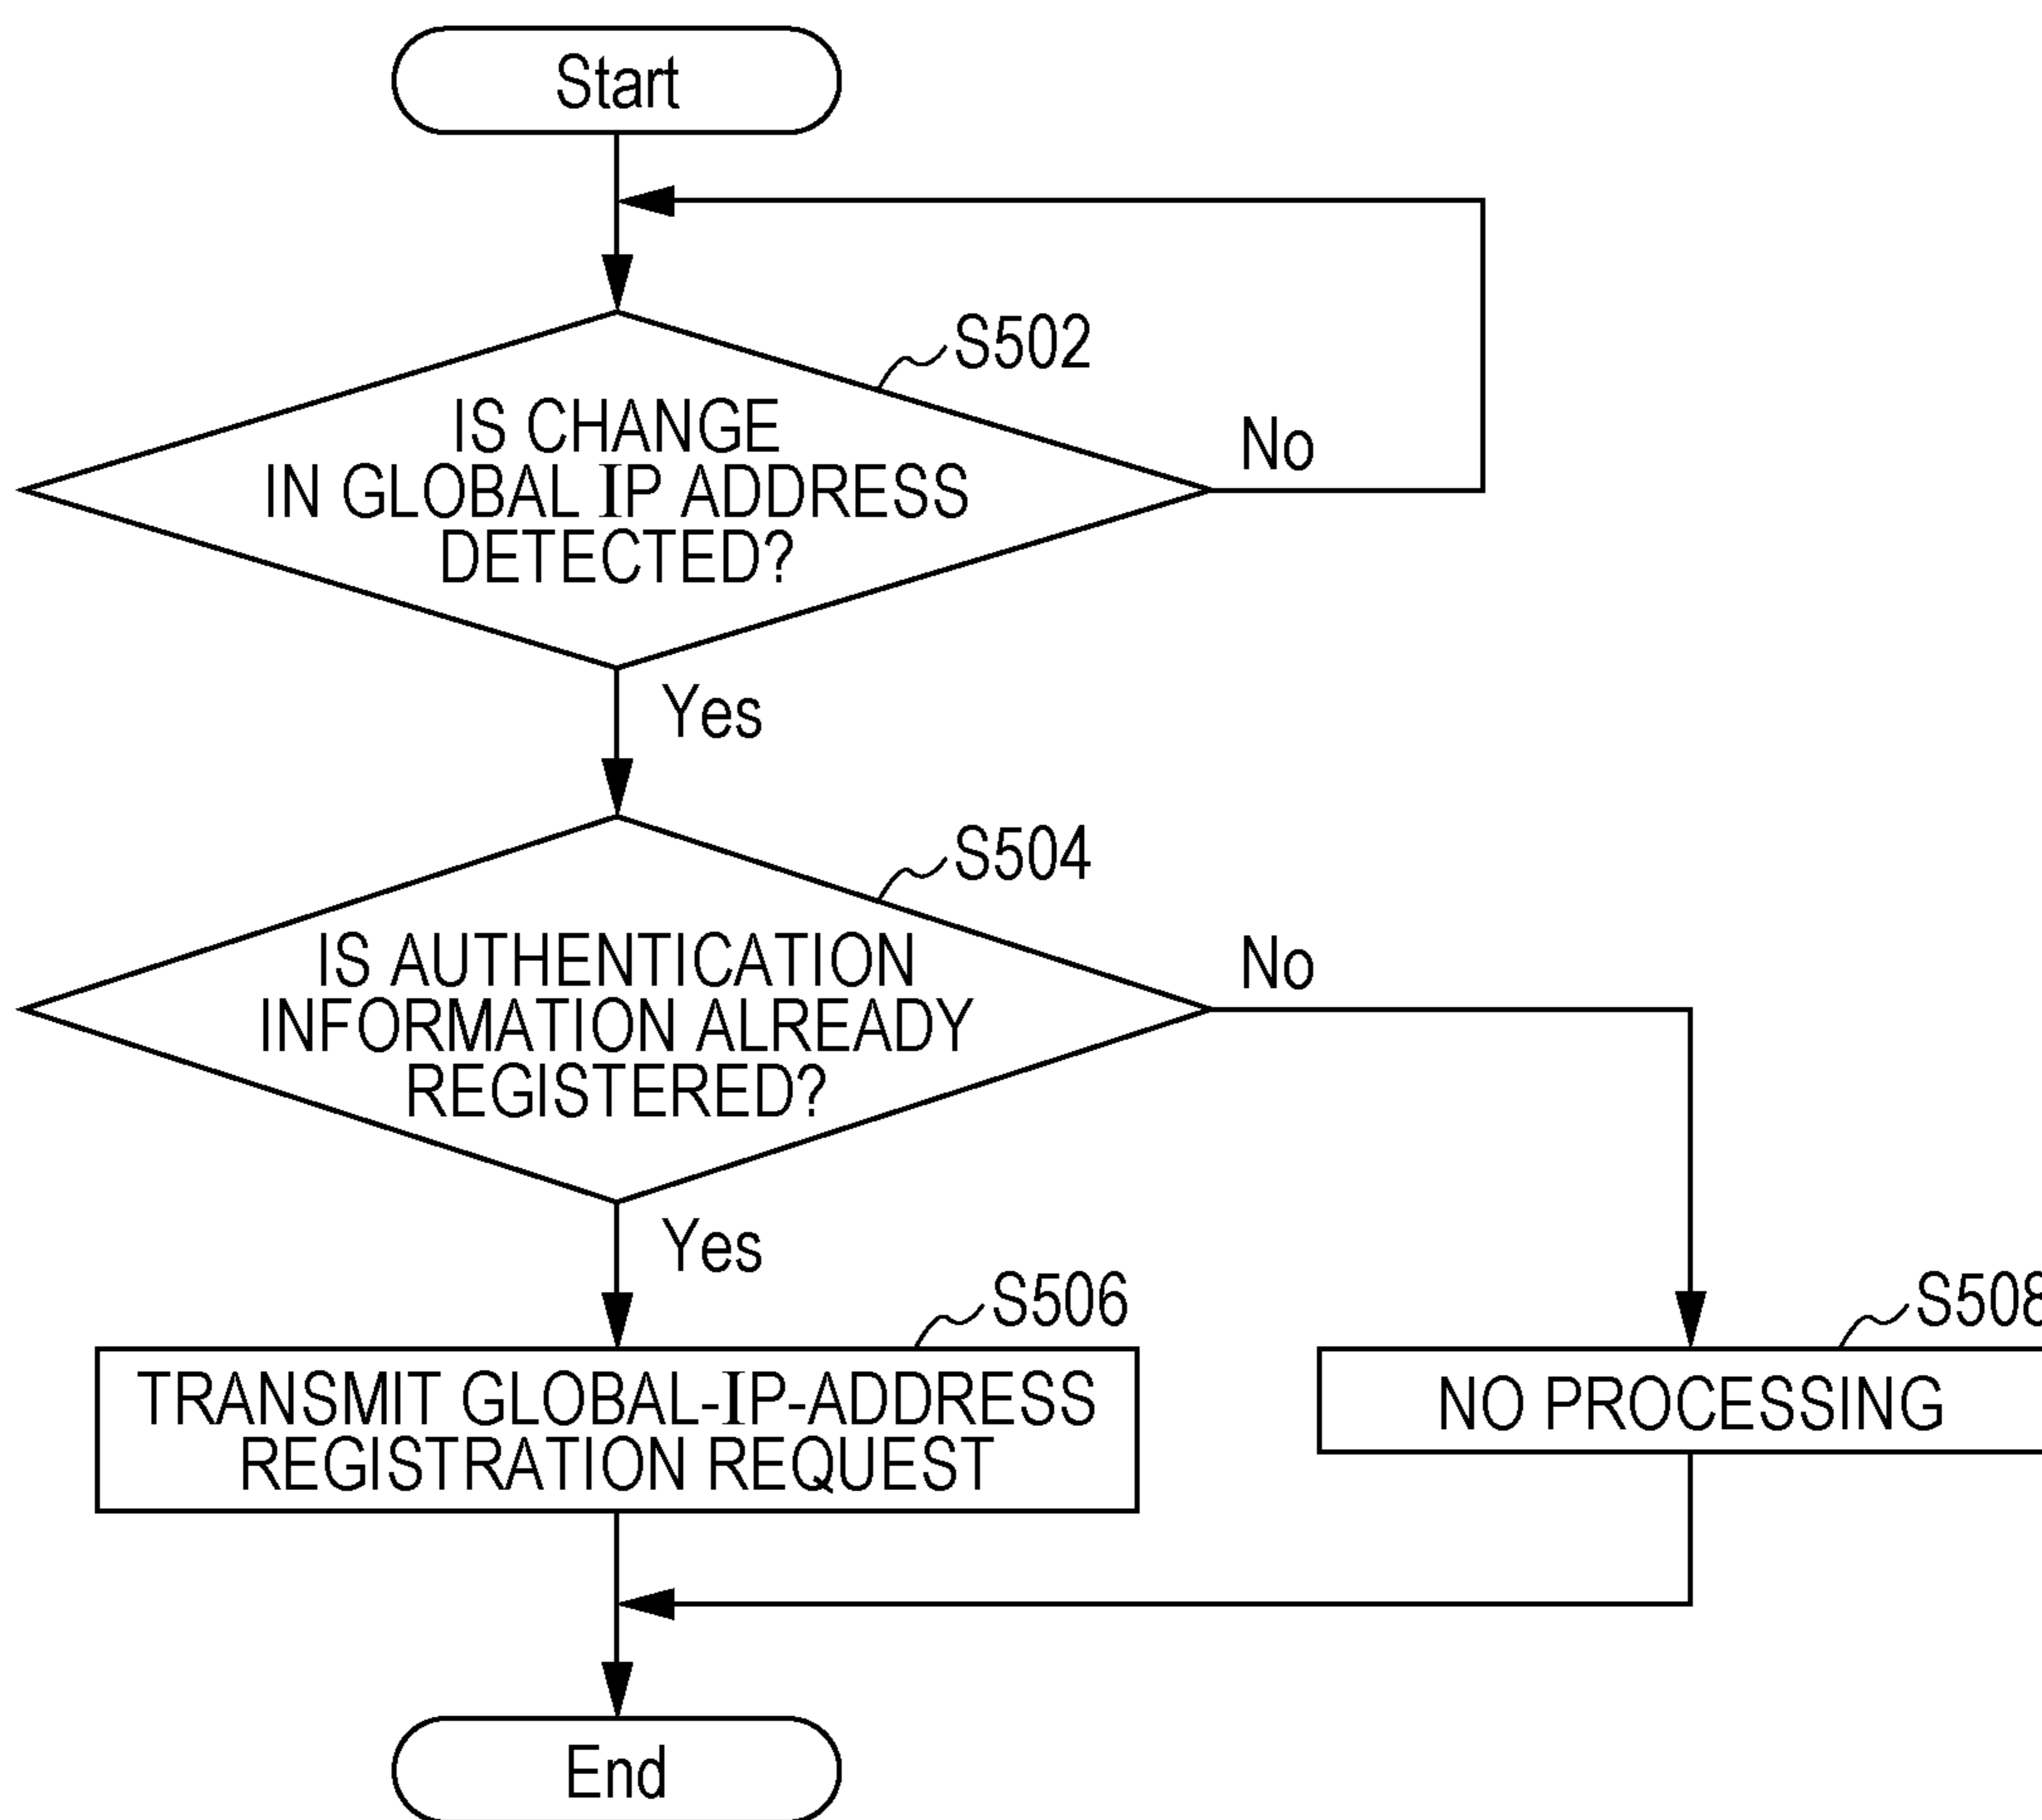 Start
S502
IS CHANGE
IN GLOBAL IP ADDRESS
DETECTED?
No
Yes
S504
IS AUTHENTICATION
INFORMATION ALREADY
REGISTERED?
No
Yes
S506
TRANSMIT GLOBAL-IP-ADDRESS
REGISTRATION REQUEST
S508
NO PROCESSING
End